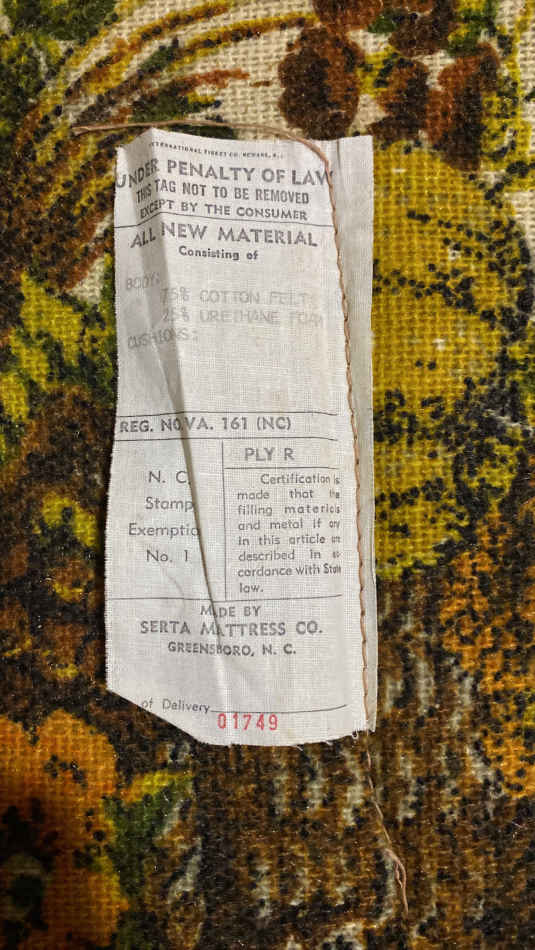 INTERNATIONAL TICKET CO. NEWARK, N.J.
UNDER PENALTY OF LAW
THIS TAG NOT TO BE REMOVED
EXCEPT BY THE CONSUMER
ALL NEW MATERIAL
Consisting of
BODY:
75% COTTON FELT
25% URETHANE FOAM
CUSHIONS:
REG. NO. VA. 161 (NC)
N. C.
Stamp
Exemptio
No. 1
PLY R
Certification is
made that the
filling materials
and metal if any
in this article are
described in ac-
cordance with State
law.
MADE BY
SERTA MATTRESS CO.
GREENSBORO, N. C.
of Delivery
01749